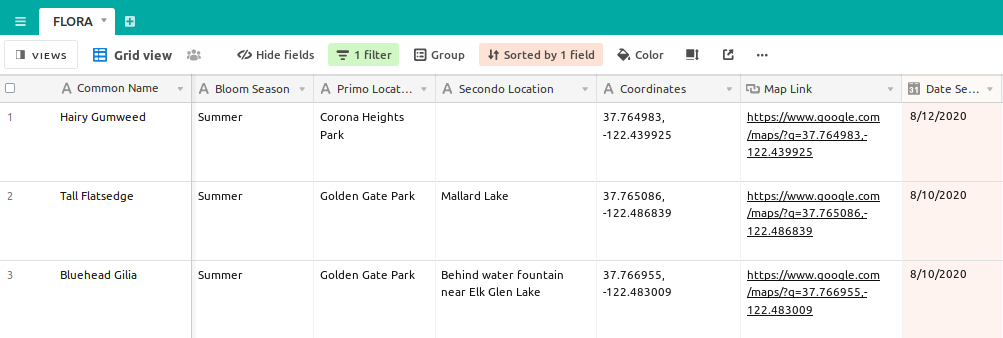 FLORA
VIEWS Grid view Hide fields 1 filter Group Sorted by 1 field Color
Common Name Bloom Season Primo Locat... Secondo Location Coordinates Map Link 31 Date Se...
1 Hairy Gumweed Summer Corona Heights 37.764983, https://www.google.com 8/12/2020
Park -122.439925 /maps/?q=37.764983,-
122.439925
2 Tall Flatsedge Summer Golden Gate Park Mallard Lake 37.765086, https://www.google.com 8/10/2020
-122.486839 /maps/?q=37.765086,-
122.486839
3 Bluehead Gilia Summer Golden Gate Park Behind water fountain 37.766955, https://www.google.com 8/10/2020
near Elk Glen Lake -122.483009 /maps/?q=37.766955,-
122.483009